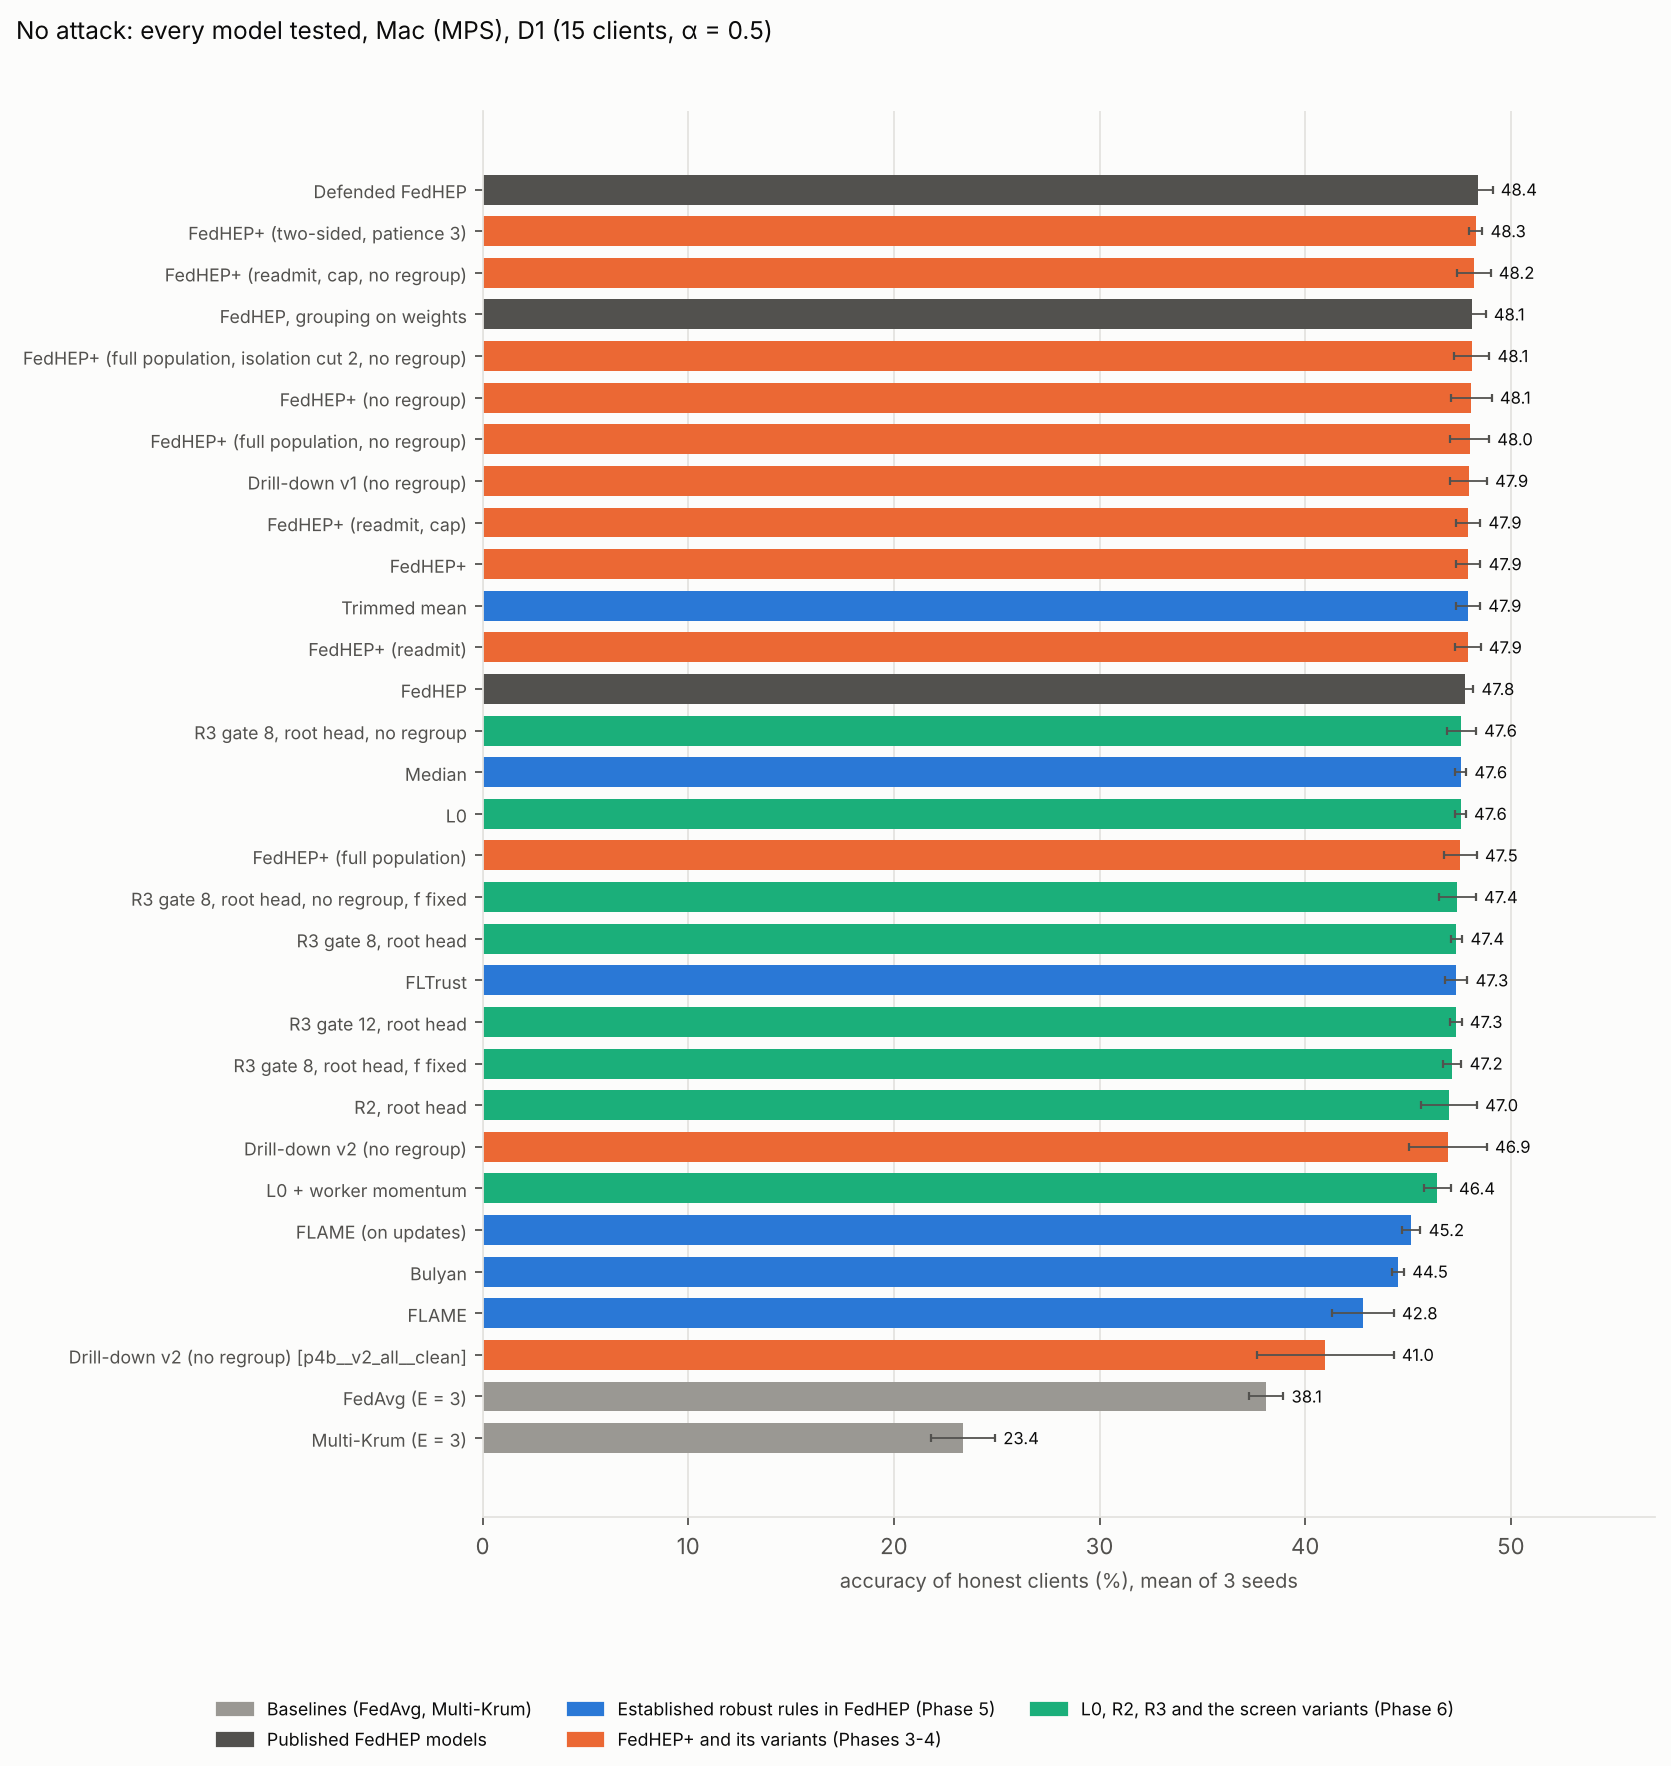 No attack: every model tested, Mac (MPS), D1 (15 clients, α = 0.5)
Defended FedHEP 48.4
FedHEP+ (two-sided, patience 3) 48.3
FedHEP+ (readmit, cap, no regroup) 48.2
FedHEP, grouping on weights 48.1
FedHEP+ (full population, isolation cut 2, no regroup) 48.1
FedHEP+ (no regroup) 48.1
FedHEP+ (full population, no regroup) 48.0
Drill-down v1 (no regroup) 47.9
FedHEP+ (readmit, cap) 47.9
FedHEP+ 47.9
Trimmed mean 47.9
FedHEP+ (readmit) 47.9
FedHEP 47.8
R3 gate 8, root head, no regroup 47.6
Median 47.6
L0 47.6
FedHEP+ (full population) 47.5
R3 gate 8, root head, no regroup, f fixed 47.4
R3 gate 8, root head 47.4
FLTrust 47.3
R3 gate 12, root head 47.3
R3 gate 8, root head, f fixed 47.2
R2, root head 47.0
Drill-down v2 (no regroup) 46.9
L0 + worker momentum 46.4
FLAME (on updates) 45.2
Bulyan 44.5
FLAME 42.8
Drill-down v2 (no regroup) [p4b__v2_all__clean] 41.0
FedAvg (E = 3) 38.1
Multi-Krum (E = 3) 23.4
0 10 20 30 40 50
accuracy of honest clients (%), mean of 3 seeds
Baselines (FedAvg, Multi-Krum) Established robust rules in FedHEP (Phase 5) L0, R2, R3 and the screen variants (Phase 6)
Published FedHEP models FedHEP+ and its variants (Phases 3-4)